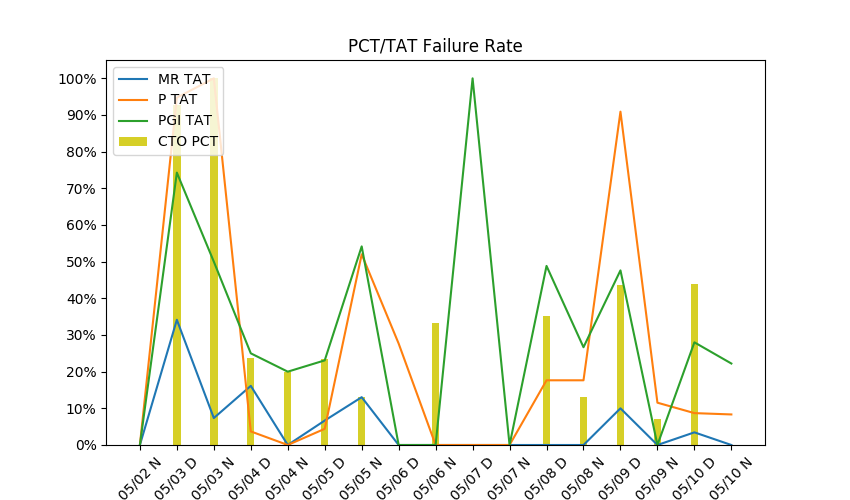 PCT/TAT Failure Rate
MR TAT
P TAT
PGI TAT
CTO PCT
100%
90%
80%
70%
60%
50%
40%
30%
20%
10%
0%
05/02 N
05/03 D
05/03 N
05/04 D
05/04 N
05/05 D
05/05 N
05/06 D
05/06 N
05/07 D
05/07 N
05/08 D
05/08 N
05/09 D
05/09 N
05/10 D
05/10 N